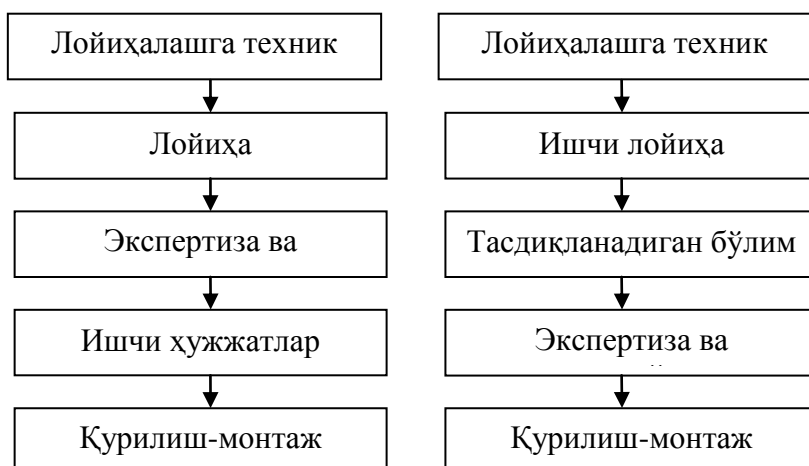 Лойиҳалашга техник
Лойиҳа
Экспертиза ва
Ишчи ҳужжатлар
Қурилиш-монтаж
Лойиҳалашга техник
Ишчи лойиҳа
Тасдиқланадиган бўлим
Экспертиза ва
Қурилиш-монтаж